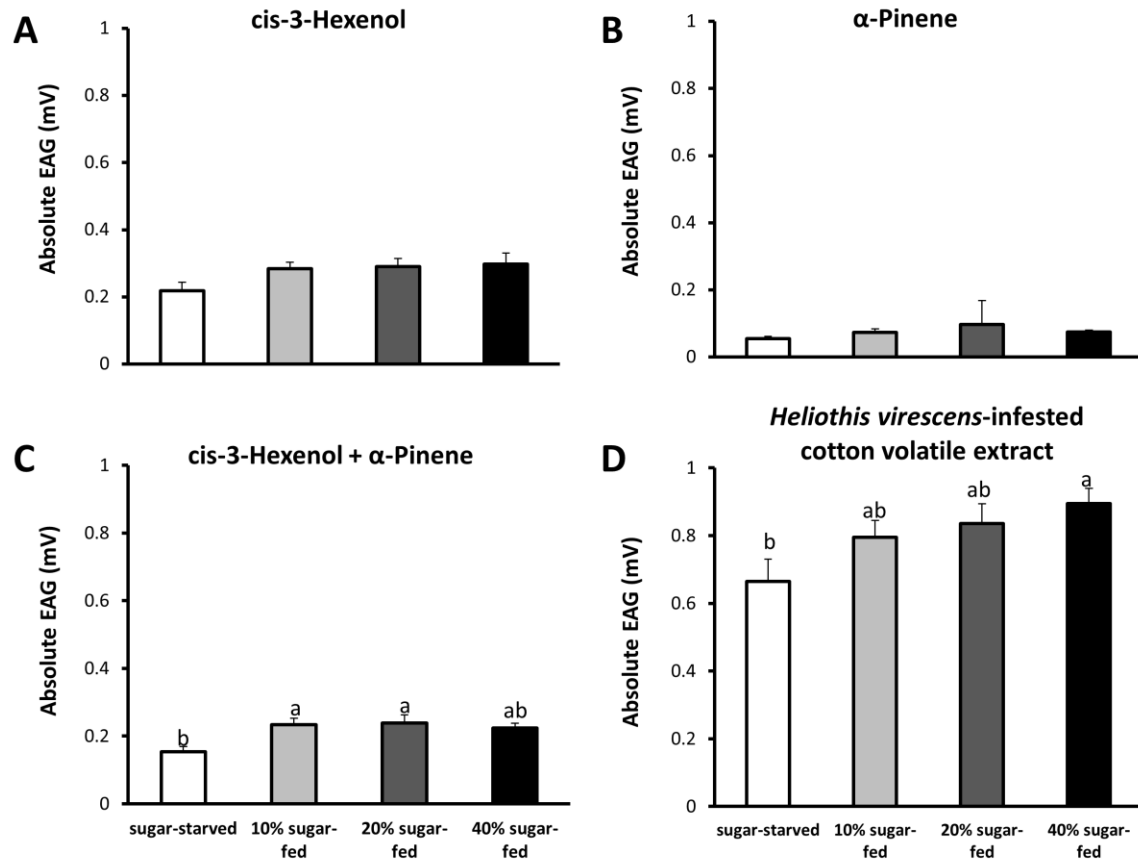 A
cis-3-Hexenol
Absolute EAG (mV)
1
0.8
0.6
0.4
0.2
0
B
α-Pinene
Absolute EAG (mV)
1
0.8
0.6
0.4
0.2
0
C
cis-3-Hexenol + α-Pinene
Absolute EAG (mV)
1
0.8
0.6
0.4
0.2
0
b
a
a
ab
sugar-starved
10% sugar-
fed
20% sugar-
fed
40% sugar-
fed
D
Heliothis virescens-infested
cotton volatile extract
Absolute EAG (mV)
1
0.8
0.6
0.4
0.2
0
b
ab
ab
a
sugar-starved
10% sugar-
fed
20% sugar-
fed
40% sugar-
fed